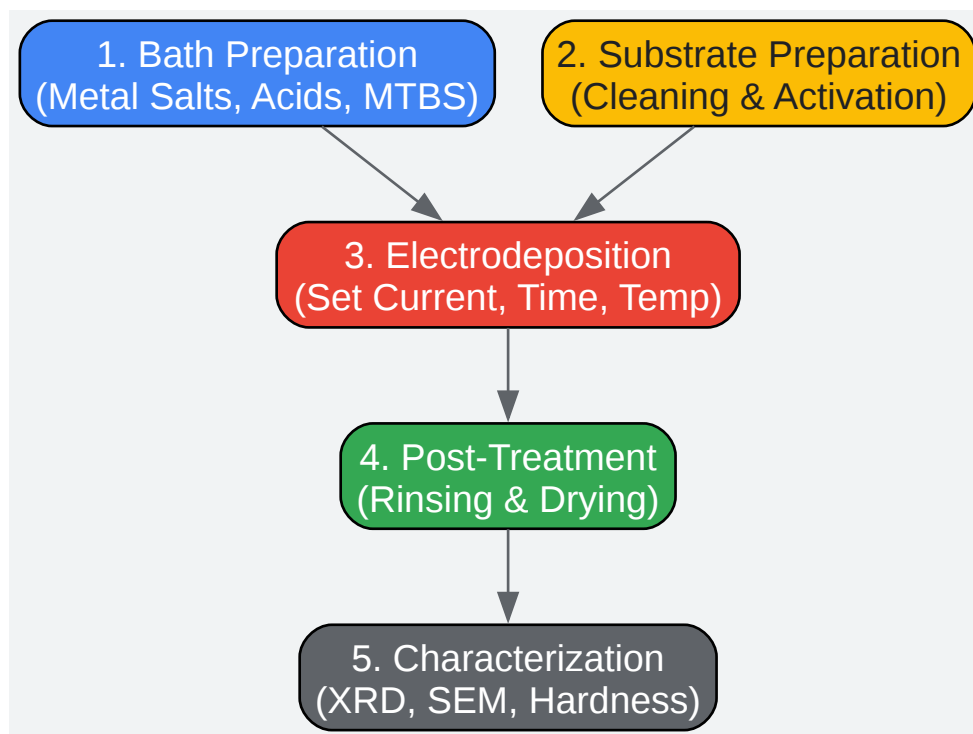 1. Bath Preparation
(Metal Salts, Acids, MTBS)
2. Substrate Preparation
(Cleaning & Activation)
3. Electrodeposition
(Set Current, Time, Temp)
4. Post-Treatment
(Rinsing & Drying)
5. Characterization
(XRD, SEM, Hardness)